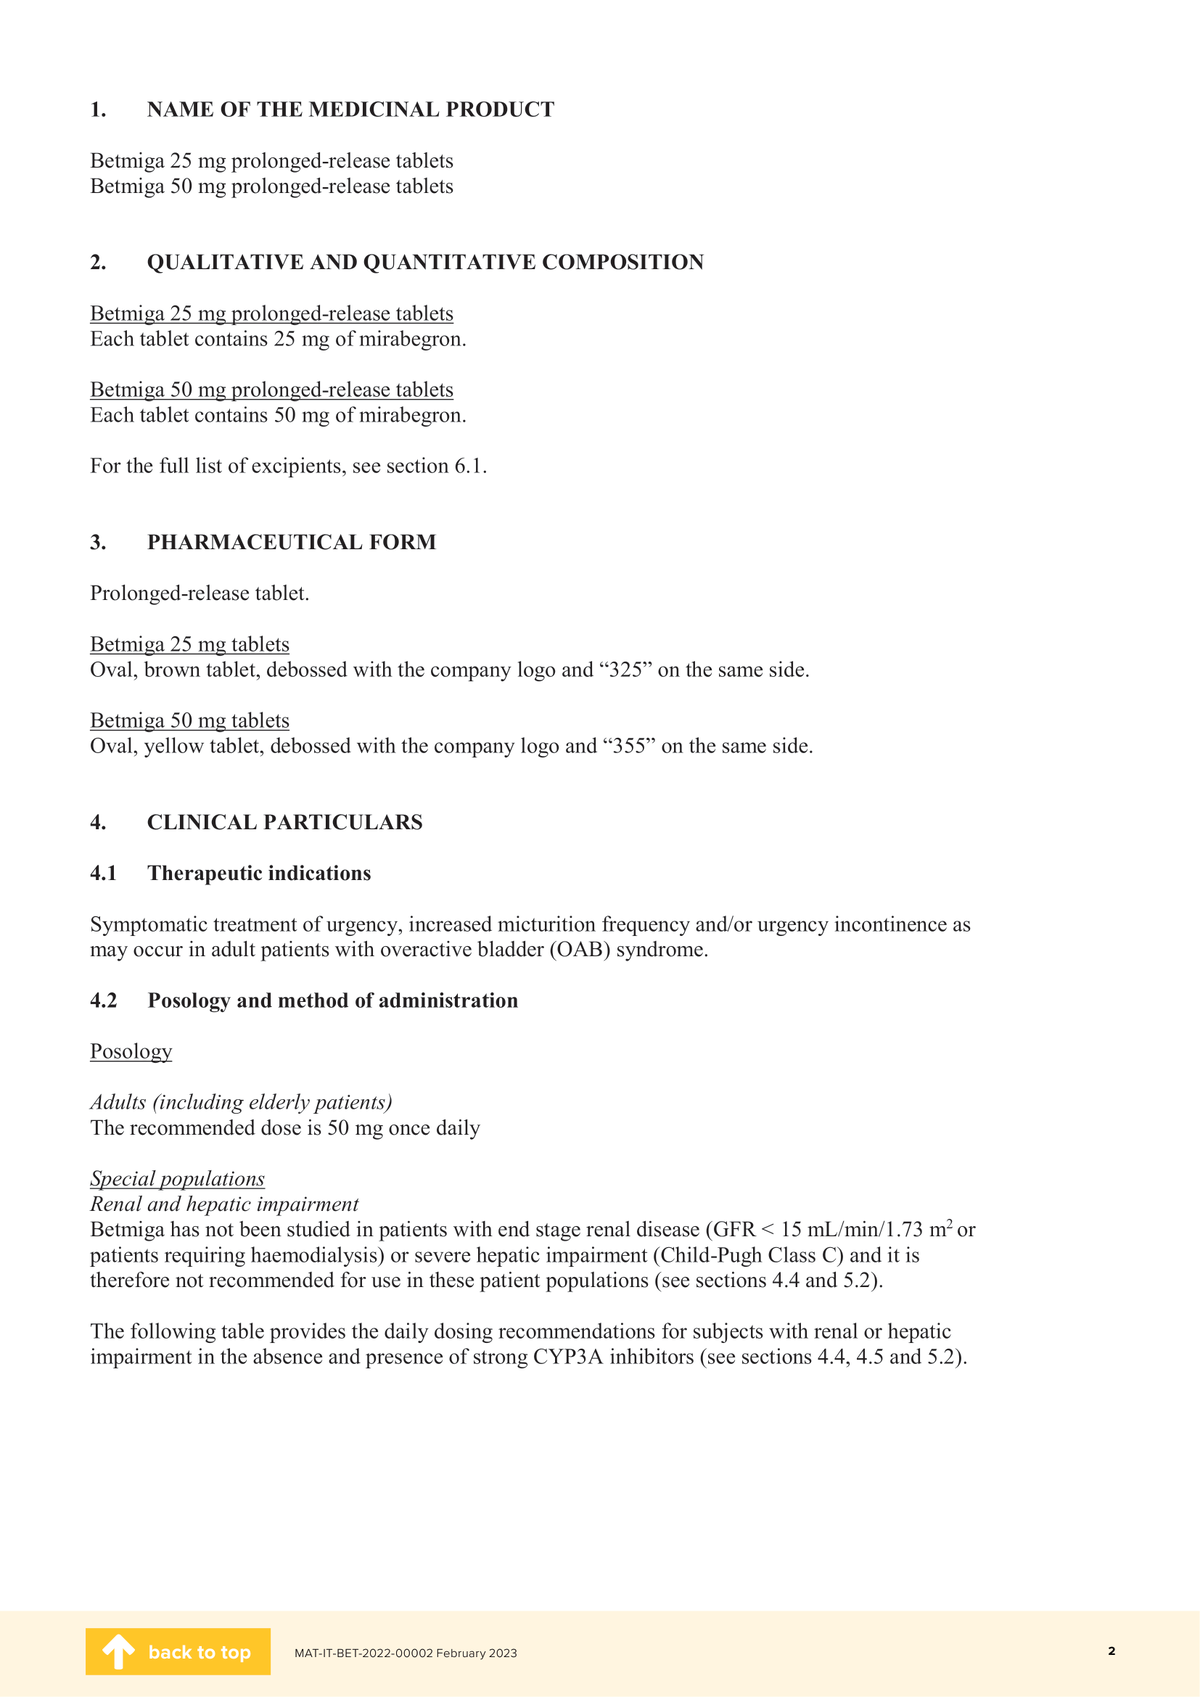 1. NAME OF THE MEDICINAL PRODUCT
Betmiga 25 mg prolonged-release tablets
Betmiga 50 mg prolonged-release tablets
2. QUALITATIVE AND QUANTITATIVE COMPOSITION
Betmiga 25 mg prolonged-release tablets
Each tablet contains 25 mg of mirabegron.
Betmiga 50 mg prolonged-release tablets
Each tablet contains 50 mg of mirabegron.
For the full list of excipients, see section 6.1.
3. PHARMACEUTICAL FORM
Prolonged-release tablet.
Betmiga 25 mg tablets
Oval, brown tablet, debossed with the company logo and “325” on the same side.
Betmiga 50 mg tablets
Oval, yellow tablet, debossed with the company logo and “355” on the same side.
4. CLINICAL PARTICULARS
4.1 Therapeutic indications
Symptomatic treatment of urgency, increased micturition frequency and/or urgency incontinence as
may occur in adult patients with overactive bladder (OAB) syndrome.
4.2 Posology and method of administration
Posology
Adults (including elderly patients)
The recommended dose is 50 mg once daily
Special populations
Renal and hepatic impairment
Betmiga has not been studied in patients with end stage renal disease (GFR < 15 mL/min/1.73 m² or
patients requiring haemodialysis) or severe hepatic impairment (Child-Pugh Class C) and it is
therefore not recommended for use in these patient populations (see sections 4.4 and 5.2).
The following table provides the daily dosing recommendations for subjects with renal or hepatic
impairment in the absence and presence of strong CYP3A inhibitors (see sections 4.4, 4.5 and 5.2).
back to top
MAT-IT-BET-2022-00002 February 2023
2